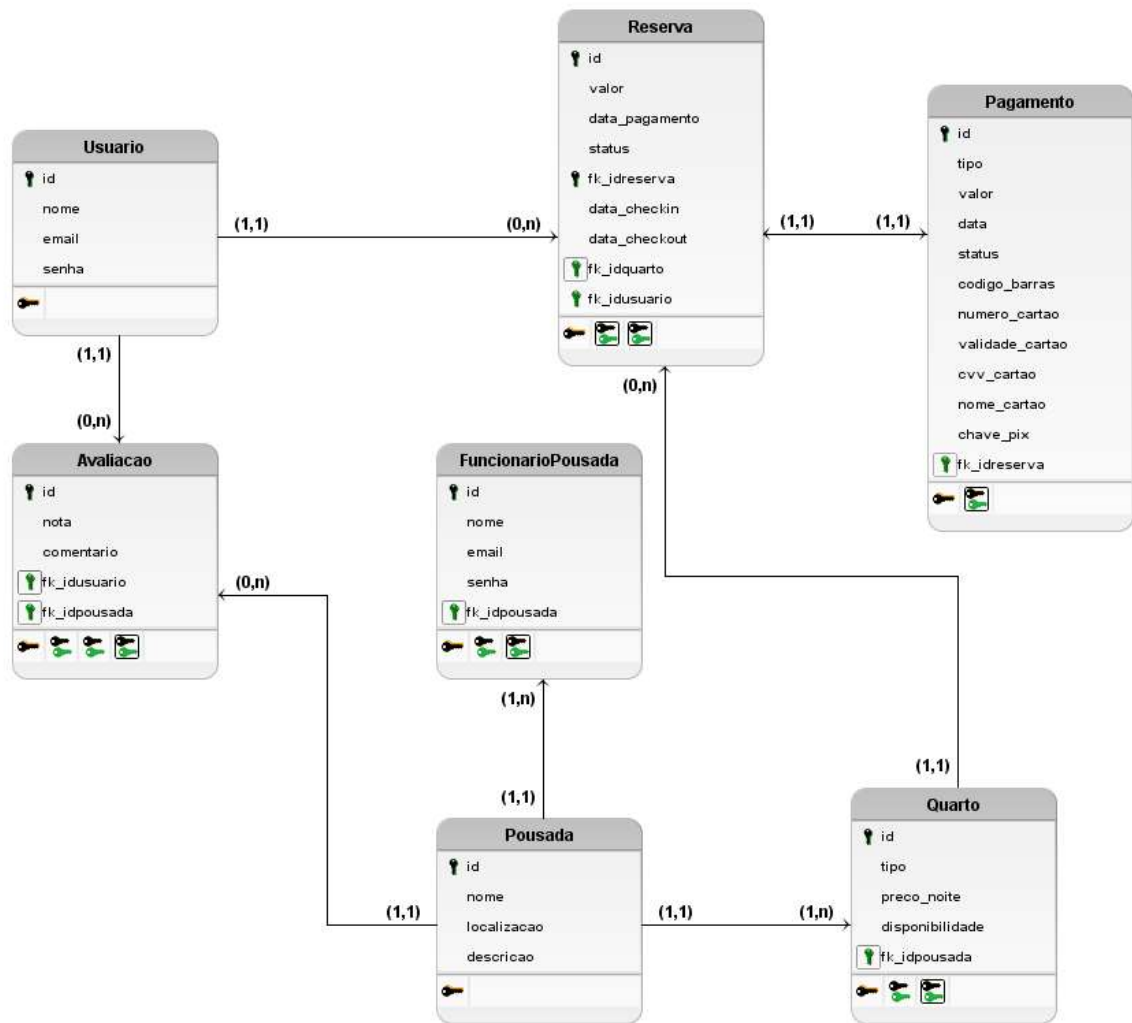 Reserva
id
valor
data_pagamento
status
fk_idreserva
data_checkin
data_checkout
fk_idquarto
fk_idusuario
Pagamento
id
tipo
valor
data
status
codigo_barras
numero_cartao
validade_cartao
cvv_cartao
nome_cartao
chave_pix
fk_idreserva
Usuario
id
nome
email
senha
(1,1)
(0,n)
(1,1)
(1,1)
(1,1)
(0,n)
(0,n)
Avaliacao
id
nota
comentario
fk_idusuario
fk_idpousada
(0,n)
FuncionarioPousada
id
nome
email
senha
fk_idpousada
(1,n)
(1,1)
(1,1)
Pousada
id
nome
localizacao
descricao
(1,1)
(1,1)
(1,n)
Quarto
id
tipo
preco_noite
disponibilidade
fk_idpousada